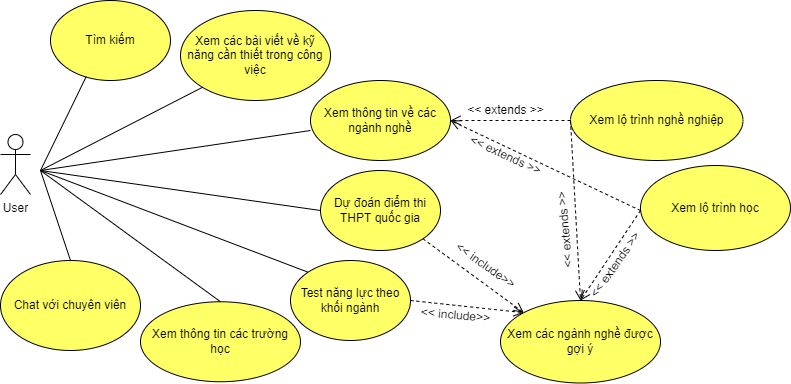 Tìm kiếm
Xem các bài viết về kỹ
năng cần thiết trong công
việc
Xem thông tin về các
ngành nghề
<< extends >>
Xem lộ trình nghề nghiệp
<< extends >>
User
Dự đoán điểm thi
THPT quốc gia
<< extends >>
Xem lộ trình học
<< include>>
<< extends >>
Chat với chuyên viên
Test năng lực theo
khối ngành
<< include>>
Xem thông tin các trường
học
Xem các ngành nghề được
gợi ý